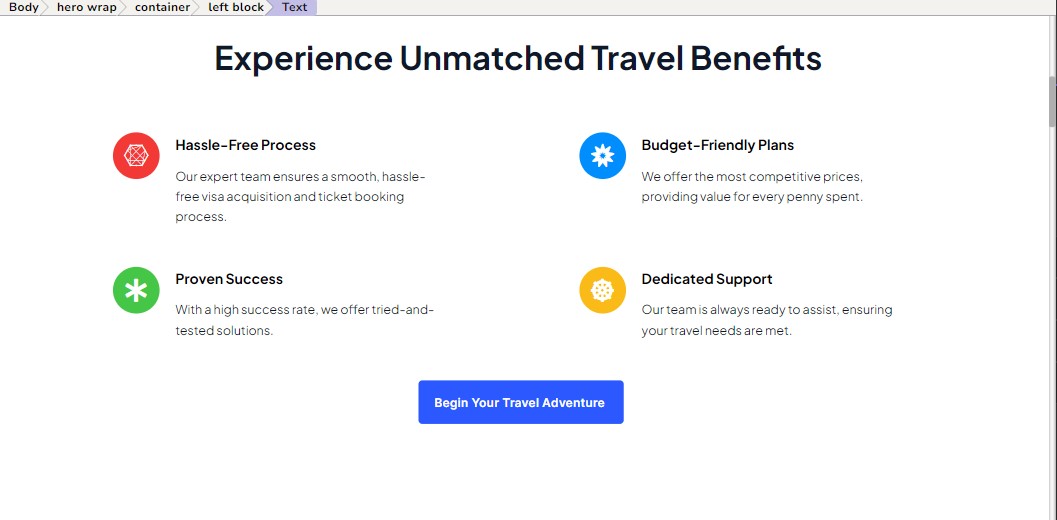 Body hero wrap container left block Text
Experience Unmatched Travel Benefits
Hassle-Free Process
Our expert team ensures a smooth, hassle-
free visa acquisition and ticket booking
process.
Budget-Friendly Plans
We offer the most competitive prices,
providing value for every penny spent.
Proven Success
With a high success rate, we offer tried-and-
tested solutions.
Dedicated Support
Our team is always ready to assist, ensuring
your travel needs are met.
Begin Your Travel Adventure